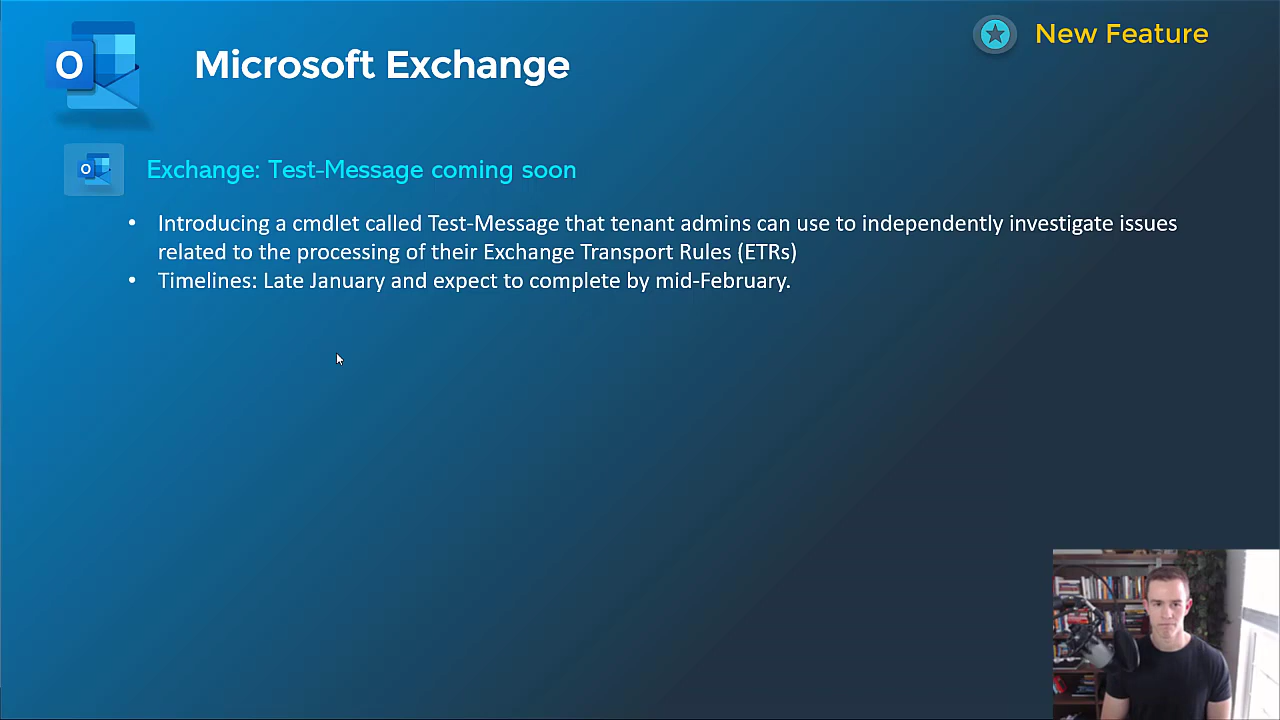 New Feature
O
Microsoft Exchange
O
Exchange: Test-Message coming soon
• Introducing a cmdlet called Test-Message that tenant admins can use to independently investigate issues
related to the processing of their Exchange Transport Rules (ETRs)
• Timelines: Late January and expect to complete by mid-February.